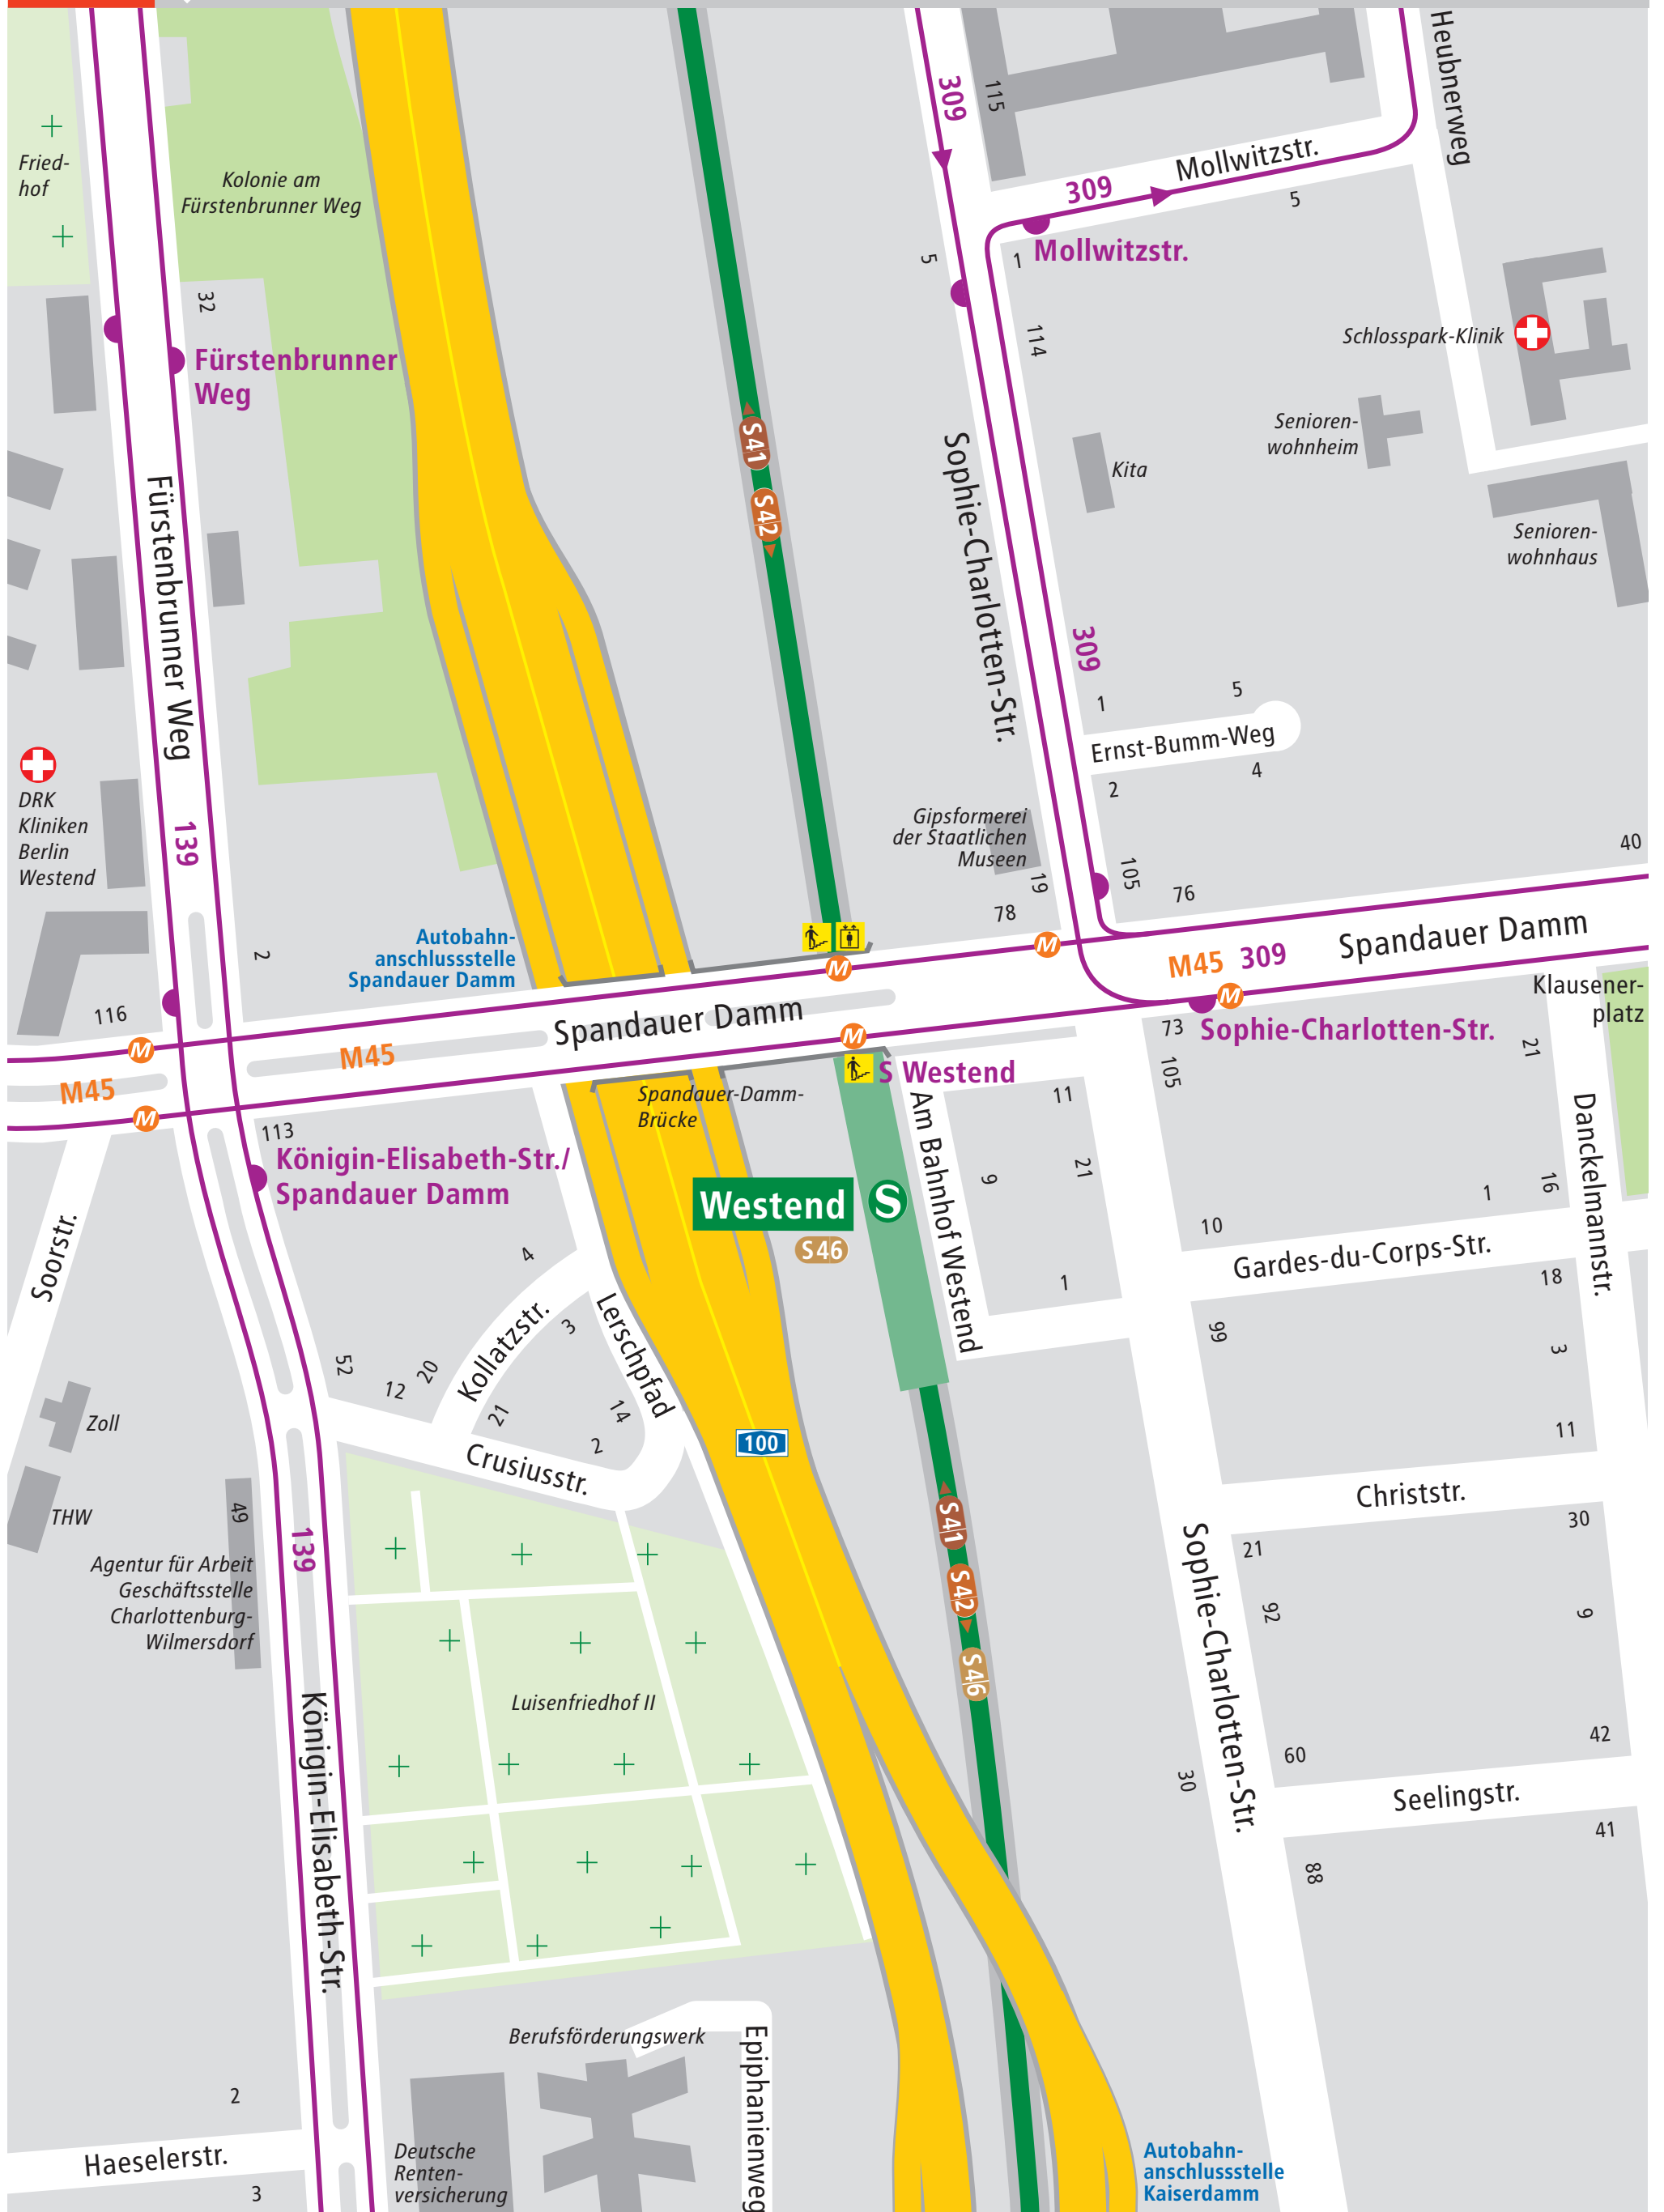 Heubnerweg
309
115
Mollwitzstr.
Fried-
hof
Kolonie am
Fürstenbrunner Weg
309
5
Mollwitzstr.
5
1
32
114
Schlosspark-Klinik
Fürstenbrunner
Weg
S41
S42
Senioren-
wohnheim
Kita
Sophie-Charlotten-Str.
Senioren-
wohnhaus
Fürstenbrunner Weg
309
1
5
Ernst-Bumm-Weg
4
2
DRK
Kliniken
Berlin
Westend
139
Gipsformerei
der Staatlichen
Museen
19
105
76
40
78
2
Autobahn-
anschlussstelle
Spandauer Damm
M
M
M45 309
Spandauer Damm
Klausener-
platz
116
M
M45
M45
M
Spandauer Damm
M
M
73
Sophie-Charlotten-Str.
105
21
S Westend
Spandauer-Damm-
Brücke
11
Am Bahnhof Westend
Danckelmannstr.
113
Königin-Elisabeth-Str./
Spandauer Damm
Westend
S
S46
9
21
1
16
10
Gardes-du-Corps-Str.
18
Soorstr.
4
1
Kollatzstr.
3
Lerschpfad
99
3
52
12
20
21
14
2
Zoll
Crusiusstr.
100
11
Christstr.
30
THW
49
139
S41
S42
S46
21
92
9
Agentur für Arbeit
Geschäftsstelle
Charlottenburg-
Wilmersdorf
Sophie-Charlotten-Str.
Luisenfriedhof II
Königin-Elisabeth-Str.
60
42
30
Seelingstr.
41
88
Berufsförderungswerk
Epiphanienweg
2
Haeselerstr.
3
Deutsche
Renten-
versicherung
Autobahn-
anschlussstelle
Kaiserdamm